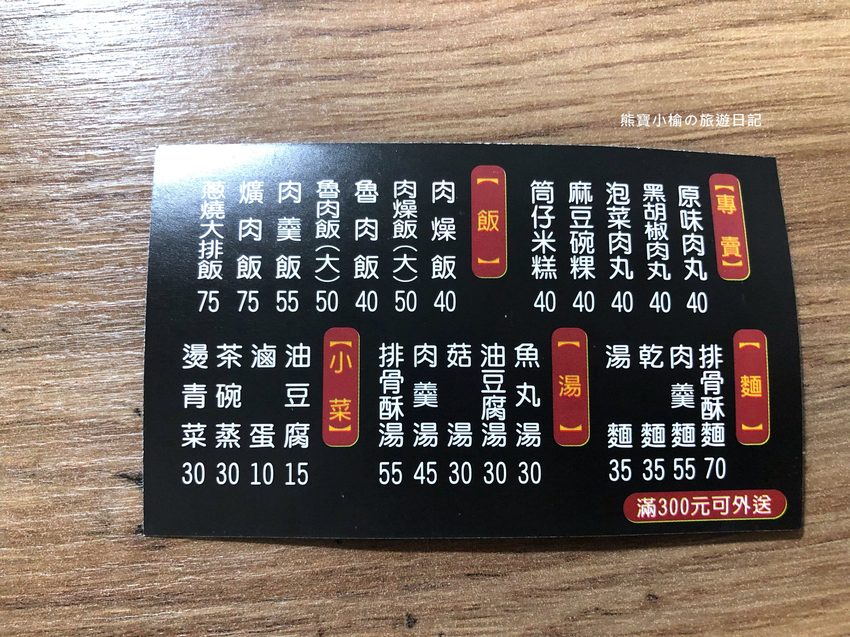 熊寶小榆の旅遊日記
【專賣】
原味肉丸 40
黑胡椒肉丸 40
泡菜肉丸 40
麻豆碗粿 40
筒仔米糕 40
【飯】
肉燥飯 40
肉燥飯(大) 50
魯肉飯 40
魯肉飯(大) 50
肉羹飯 55
爌肉飯 75
蔥燒大排飯 75
【麵】
排骨酥麵 70
肉羹麵 55
乾麵 35
湯麵 35
【湯】
魚丸湯 30
油豆腐湯 30
菇湯 30
肉羹湯 45
排骨酥湯 55
【小菜】
油豆腐 15
滷蛋 10
茶碗蒸 30
燙青菜 30
滿300元可外送